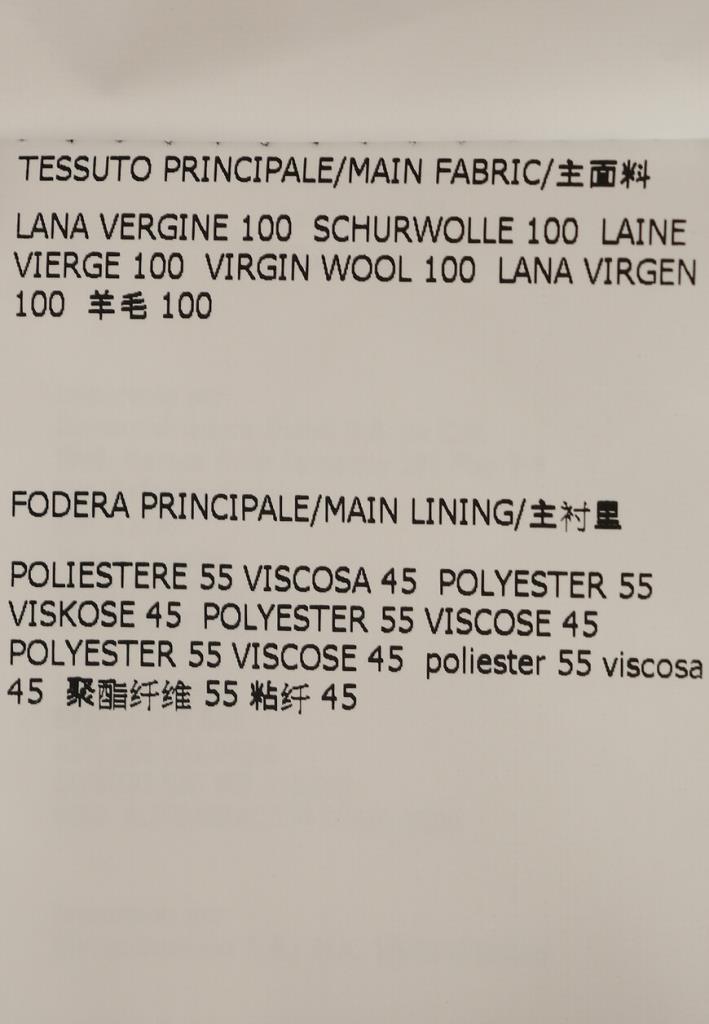 TESSUTO PRINCIPALE/MAIN FABRIC/主面料
LANA VERGINE 100 SCHURWOLLE 100 LAINE
VIERGE 100 VIRGIN WOOL 100 LANA VIRGEN
100 羊毛 100
FODERA PRINCIPALE/MAIN LINING/主衬里
POLIESTERE 55 VISCOSA 45 POLYESTER 55
VISKOSE 45 POLYESTER 55 VISCOSE 45
POLYESTER 55 VISCOSE 45 poliester 55 viscosa
45 聚酯纤维 55 粘纤 45